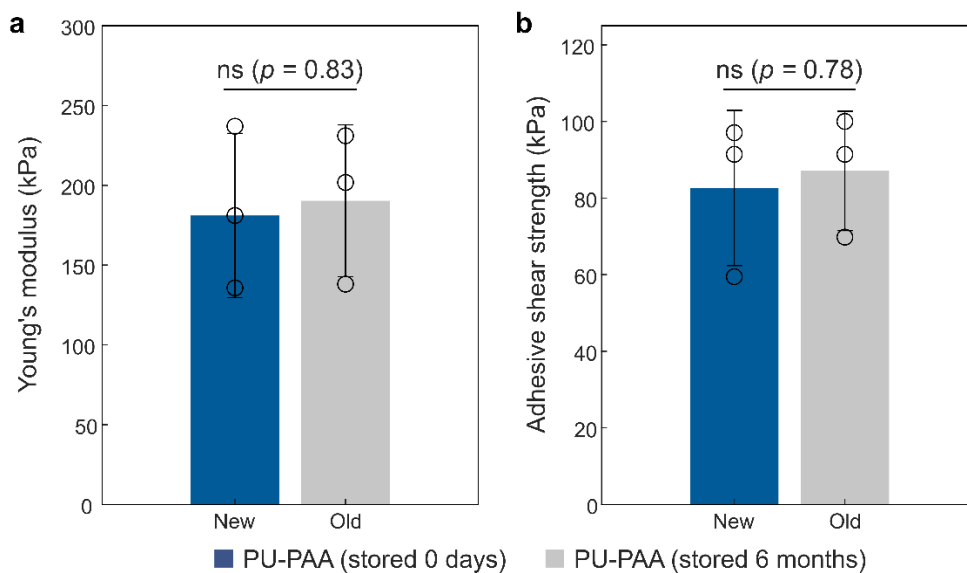 a
300
250
200
150
100
50
0
Young's modulus (kPa)
ns (p = 0.83)
New Old
b
120
100
80
60
40
20
0
Adhesive shear strength (kPa)
ns (p = 0.78)
New Old
PU-PAA (stored 0 days) PU-PAA (stored 6 months)